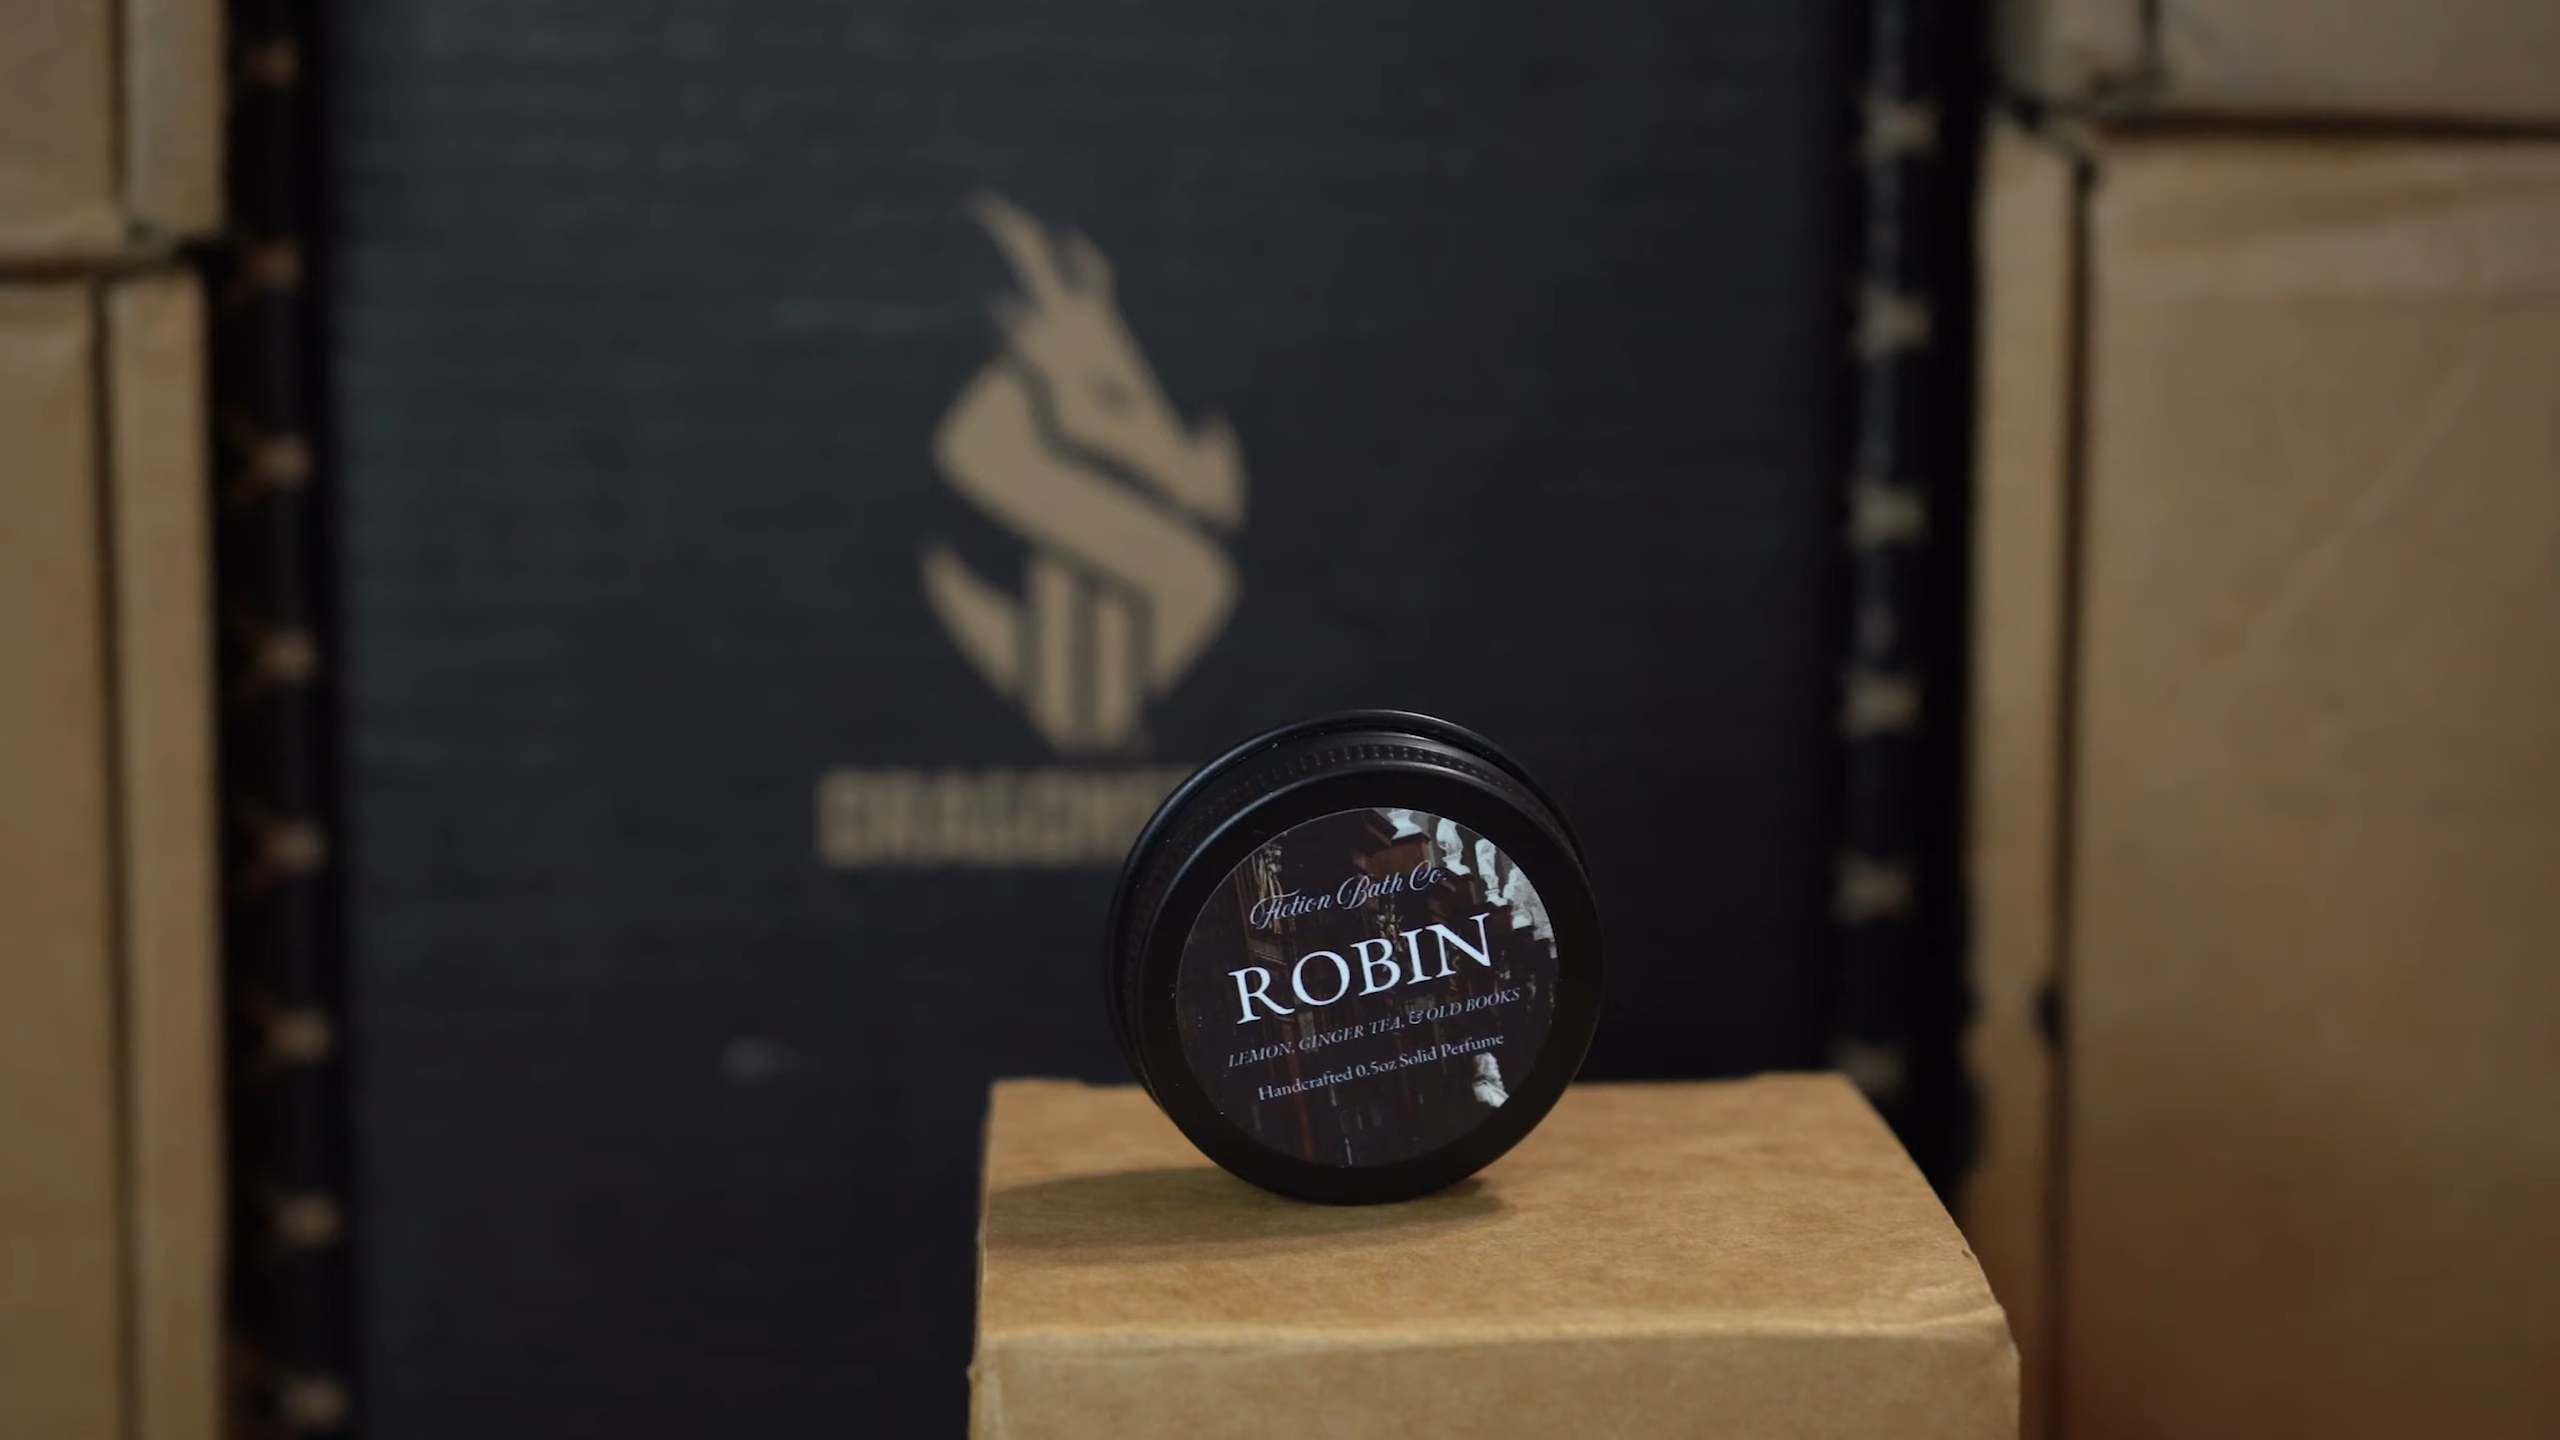 Fiction Bath Co.
ROBIN
LEMON, GINGER TEA, & OLD BOOKS
Handcrafted 0.5oz Solid Perfume